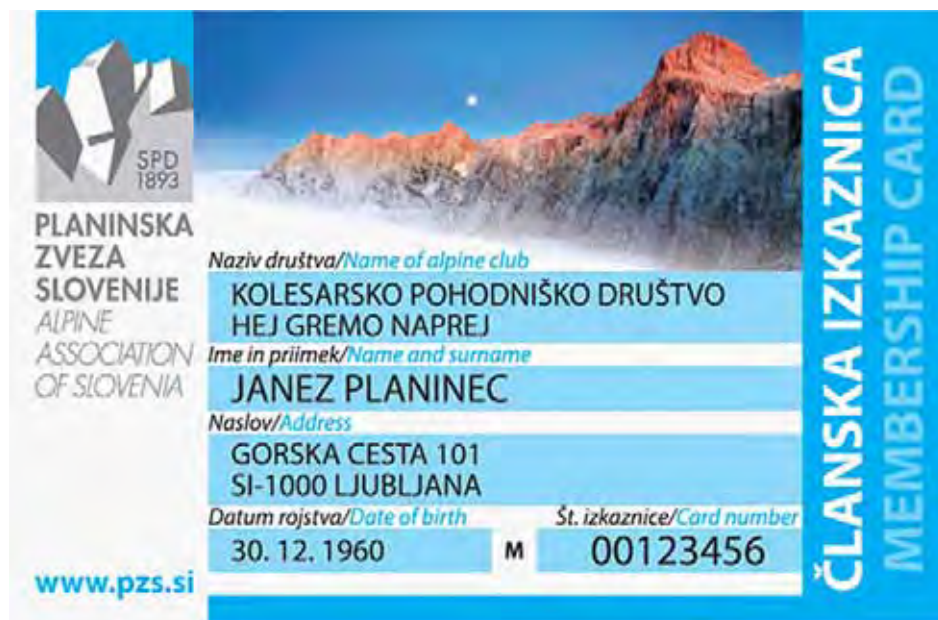 SPD
1893
PLANINSKA
ZVEZA
SLOVENIJE
ALPINE
ASSOCIATION
OF SLOVENIA
www.pzs.si
Naziv društva/Name of alpine club
KOLESARSKO POHODNIŠKO DRUŠTVO
HEJ GREMO NAPREJ
Ime in priimek/Name and surname
JANEZ PLANINEC
Naslov/Address
GORSKA CESTA 101
SI-1000 LJUBLJANA
Datum rojstva/Date of birth
Št. izkaznice/Card number
30. 12. 1960
M
00123456
ČLANSKA IZKAZNICA
MEMBERSHIP CARD